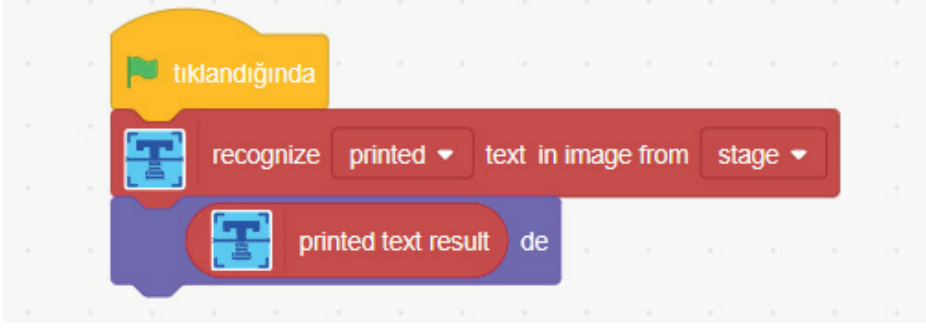 tıklandığında
recognize printed text in image from stage
printed text result de